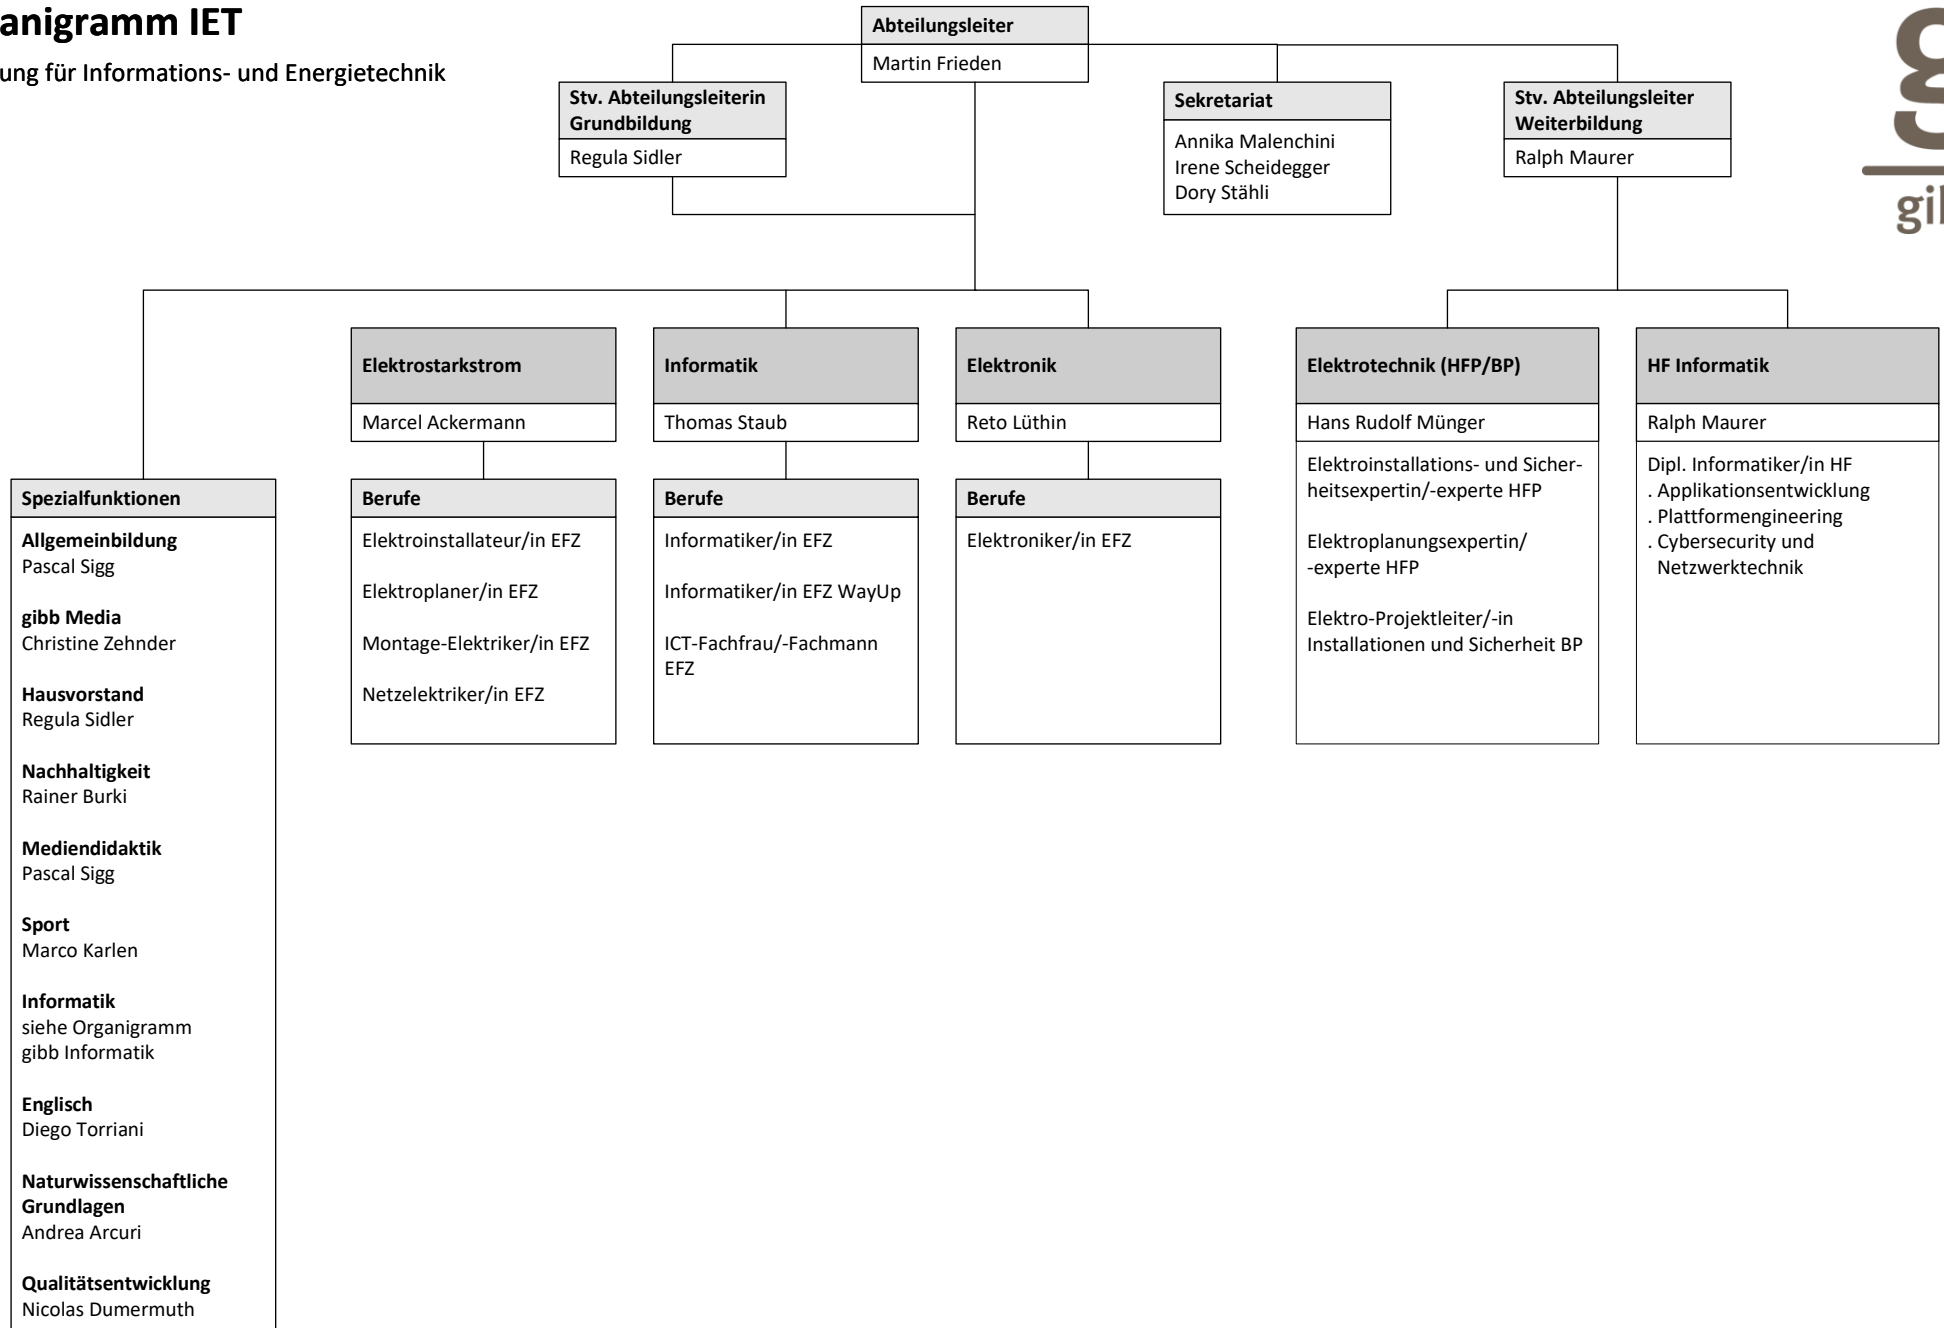 anigramm IET
ung für Informations- und Energietechnik
Abteilungsleiter
Martin Frieden
Stv. Abteilungsleiterin
Grundbildung
Regula Sidler
Sekretariat
Annika Malenchini
Irene Scheidegger
Dory Stähli
Stv. Abteilungsleiter
Weiterbildung
Ralph Maurer
Elektrostarkstrom
Marcel Ackermann
Informatik
Thomas Staub
Elektronik
Reto Lüthin
Elektrotechnik (HFP/BP)
Hans Rudolf Münger
Elektroinstallations- und Sicher-
heitsexpertin/-experte HFP
Elektroplanungsexpertin/
-experte HFP
Elektro-Projektleiter/-in
Installationen und Sicherheit BP
HF Informatik
Ralph Maurer
Dipl. Informatiker/in HF
. Applikationsentwicklung
. Plattformengineering
. Cybersecurity und
Netzwerktechnik
Spezialfunktionen
Allgemeinbildung
Pascal Sigg
gibb Media
Christine Zehnder
Hausvorstand
Regula Sidler
Nachhaltigkeit
Rainer Burki
Mediendidaktik
Pascal Sigg
Sport
Marco Karlen
Informatik
siehe Organigramm
gibb Informatik
Englisch
Diego Torriani
Naturwissenschaftliche
Grundlagen
Andrea Arcuri
Qualitätsentwicklung
Nicolas Dumermuth
Berufe
Elektroinstallateur/in EFZ
Elektroplaner/in EFZ
Montage-Elektriker/in EFZ
Netzelektriker/in EFZ
Berufe
Informatiker/in EFZ
Informatiker/in EFZ WayUp
ICT-Fachfrau/-Fachmann
EFZ
Berufe
Elektroniker/in EFZ